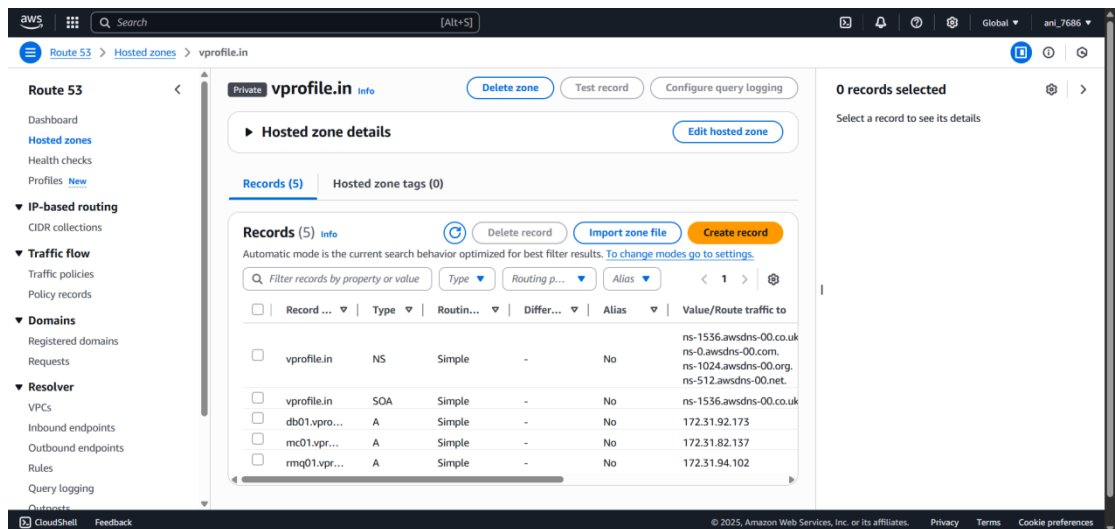 aws
Search
[Alt+S]
Global
ani_7686
Route 53 > Hosted zones > vprofile.in
Route 53
Dashboard
Hosted zones
Health checks
Profiles New
IP-based routing
CIDR collections
Traffic flow
Traffic policies
Policy records
Domains
Registered domains
Requests
Resolver
VPCs
Inbound endpoints
Outbound endpoints
Rules
Query logging
Outposts
Private vprofile.in Info
Delete zone
Test record
Configure query logging
Hosted zone details
Edit hosted zone
Records (5)
Hosted zone tags (0)
Records (5) Info
Delete record
Import zone file
Create record
Automatic mode is the current search behavior optimized for best filter results. To change modes go to settings.
Filter records by property or value
Type
Routing p...
Alias
1
Record ... Type Routin... Differ... Alias Value/Route traffic to
vprofile.in NS Simple - No
ns-1536.awsdns-00.co.uk
ns-0.awsdns-00.com.
ns-1024.awsdns-00.org.
ns-512.awsdns-00.net.
vprofile.in SOA Simple - No ns-1536.awsdns-00.co.uk
db01.vpro... A Simple - No 172.31.92.173
mc01.vpr... A Simple - No 172.31.82.137
rmq01.vpr... A Simple - No 172.31.94.102
0 records selected
Select a record to see its details
CloudShell Feedback
© 2025, Amazon Web Services, Inc. or its affiliates. Privacy Terms Cookie preferences